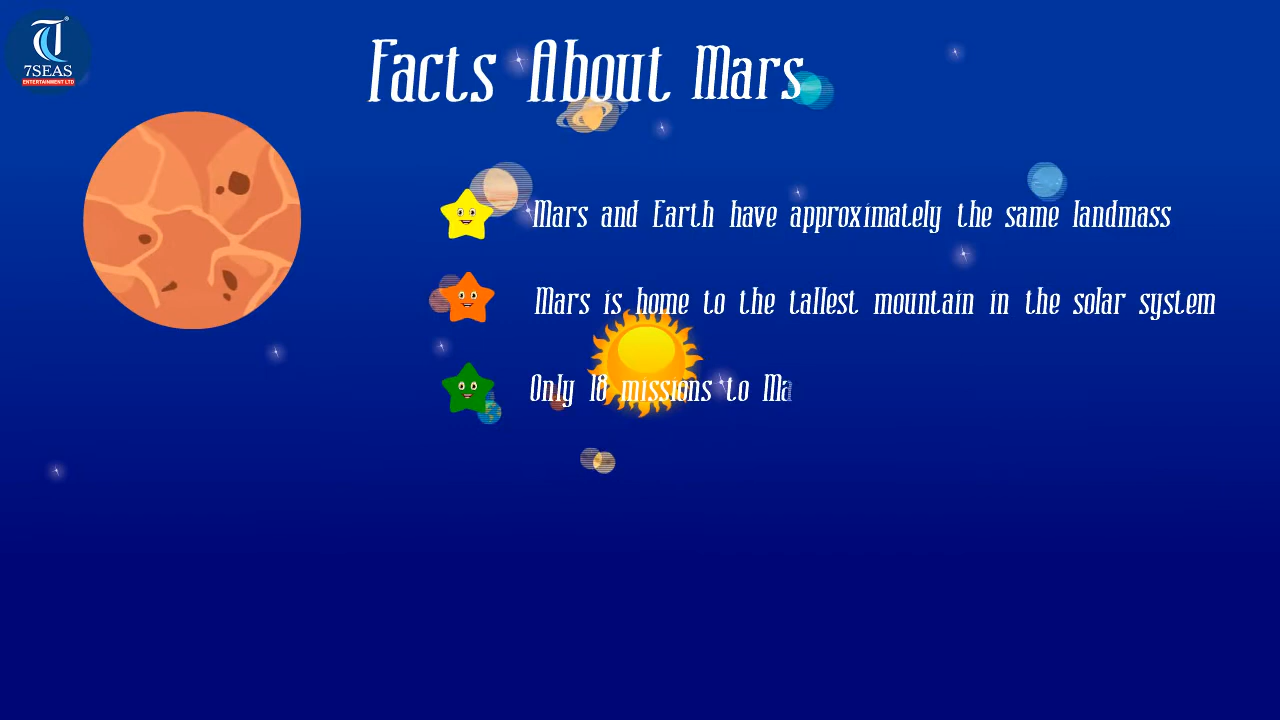 7SEAS
ENTERTAINMENT LTD
Facts About Mars
Mars and Earth have approximately the same landmass
Mars is home to the tallest mountain in the solar system
Only 18 missions to Ma